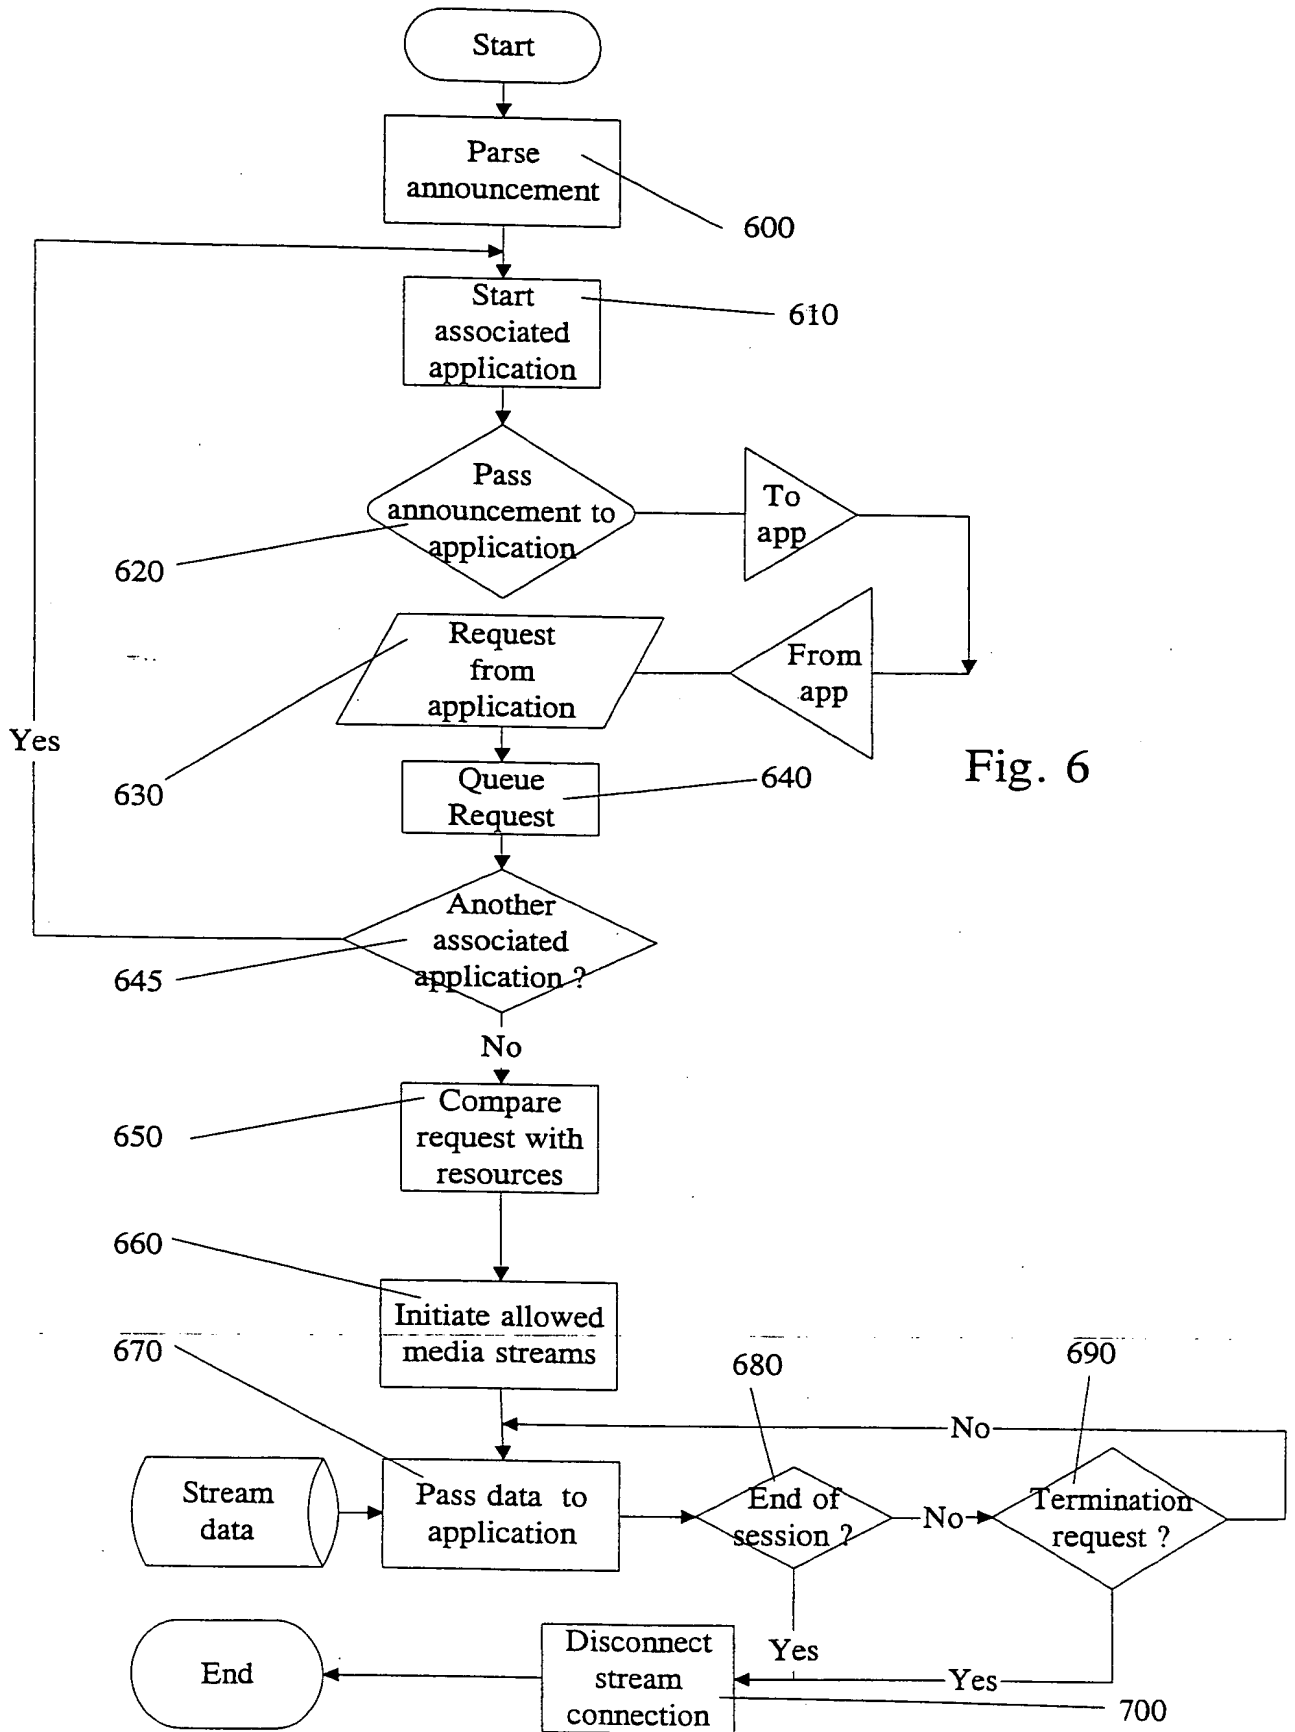 Start
Parse
announcement
600
Start
associated
application
610
Pass
announcement to
application
620
To
app
From
app
Request
from
application
630
Yes
Fig. 6
Queue
Request
640
Another
associated
application ?
645
No
Compare
request with
resources
650
660
Initiate allowed
media streams
670
680
690
No
Stream
data
Pass data to
application
End of
session ?
No
Termination
request ?
Yes
Yes
Disconnect
stream
connection
End
700